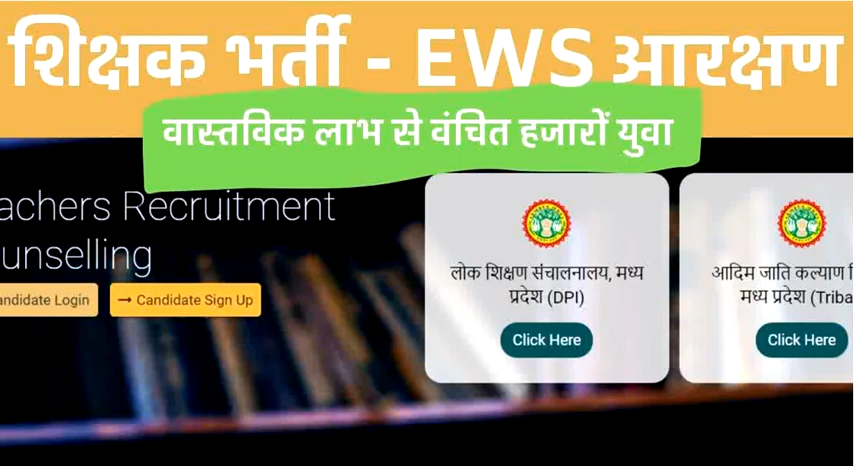 शिक्षक भर्ती - EWS आरक्षण
वास्तविक लाभ से वंचित हजारों युवा
achers Recruitment
unselling
andidate Login
→ Candidate Sign Up
लोक शिक्षण संचालनालय, मध्य
प्रदेश (DPI)
Click Here
आदिम जाति कल्याण
मध्य प्रदेश (Triba
Click Here